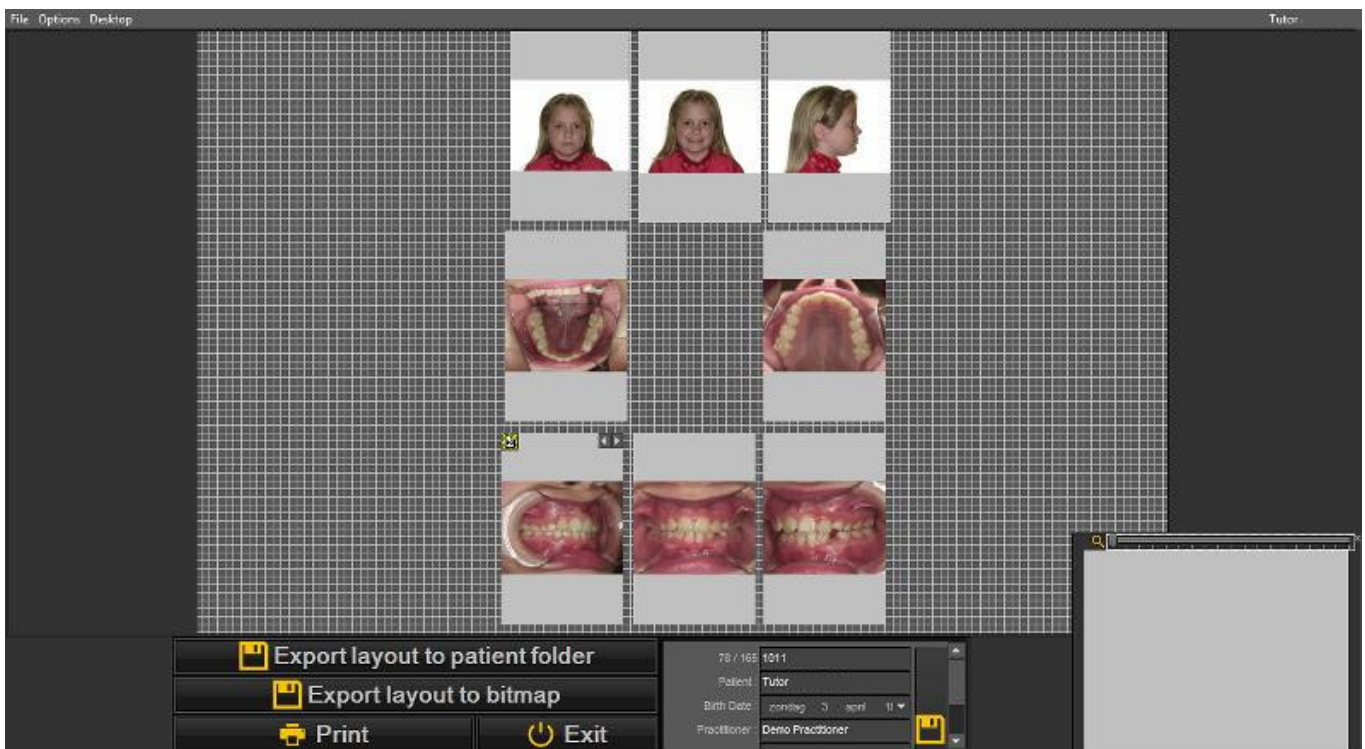 File Options Desktop
Tutor
Export layout to patient folder
Export layout to bitmap
Print
Exit
78 / 165 1011
Patient : Tutor
Birth Date zondag 3 april
Practitioner : Demo Practitioner